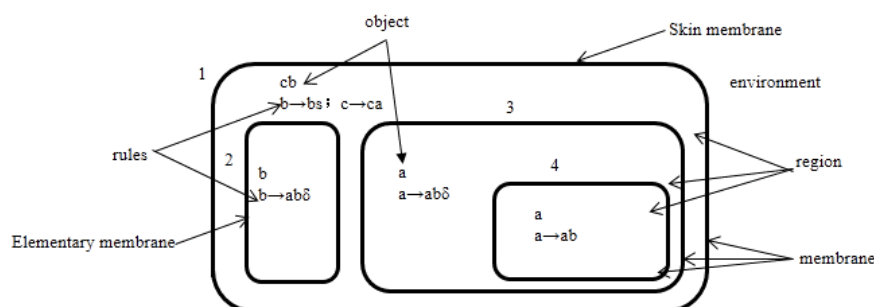 object
Skin membrane
1
environment
cb
b→bs； c→ca
3
rules
2
b
b→abδ
a
a→abδ
4
region
a
a→ab
Elementary membrane
membrane